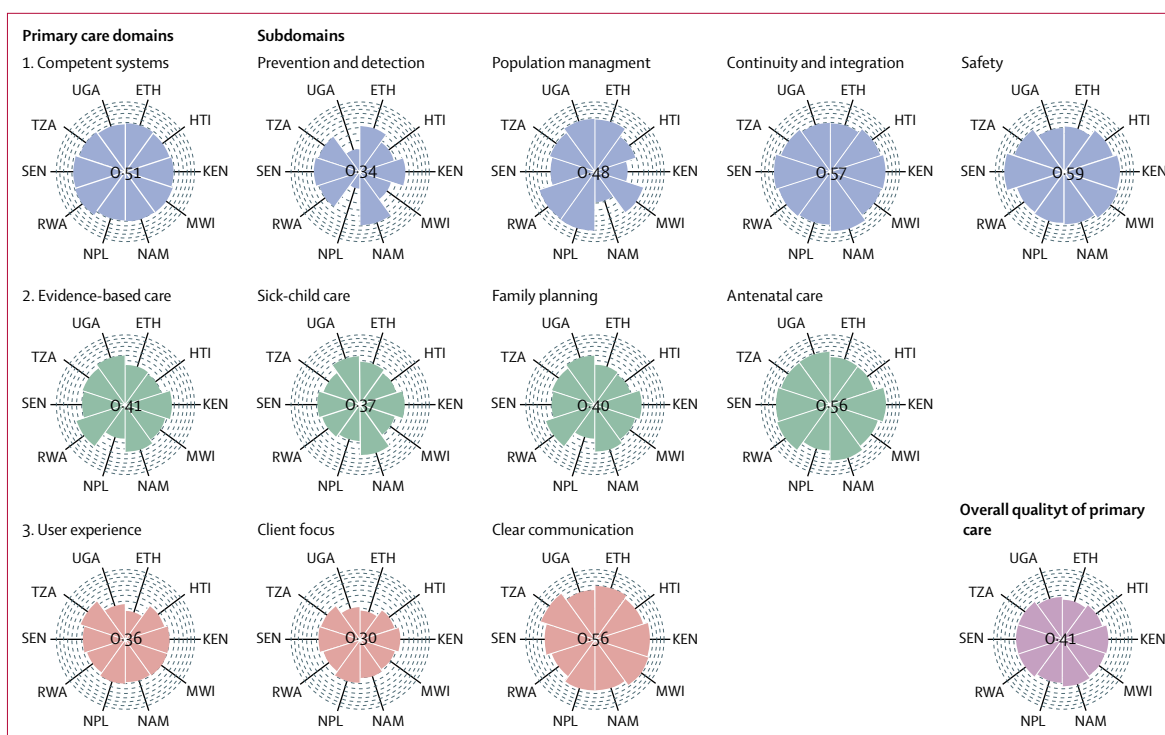 Primary care domains
Subdomains
1. Competent systems
Prevention and detection
Population managment
Continuity and integration
Safety
UGA ETH
TZA HTI
SEN 0·51 KEN
RWA MWI
NPL NAM
UGA ETH
TZA HTI
SEN 0·34 KEN
RWA MWI
NPL NAM
UGA ETH
TZA HTI
SEN 0·48 KEN
RWA MWI
NPL NAM
UGA ETH
TZA HTI
SEN 0·57 KEN
RWA MWI
NPL NAM
UGA ETH
TZA HTI
SEN 0·59 KEN
RWA MWI
NPL NAM
2. Evidence-based care
Sick-child care
Family planning
Antenatal care
UGA ETH
TZA HTI
SEN 0·41 KEN
RWA MWI
NPL NAM
UGA ETH
TZA HTI
SEN 0·37 KEN
RWA MWI
NPL NAM
UGA ETH
TZA HTI
SEN 0·40 KEN
RWA MWI
NPL NAM
UGA ETH
TZA HTI
SEN 0·56 KEN
RWA MWI
NPL NAM
3. User experience
Client focus
Clear communication
Overall qualityt of primary
care
UGA ETH
TZA HTI
SEN 0·36 KEN
RWA MWI
NPL NAM
UGA ETH
TZA HTI
SEN 0·30 KEN
RWA MWI
NPL NAM
UGA ETH
TZA HTI
SEN 0·56 KEN
RWA MWI
NPL NAM
UGA ETH
TZA HTI
SEN 0·41 KEN
RWA MWI
NPL NAM